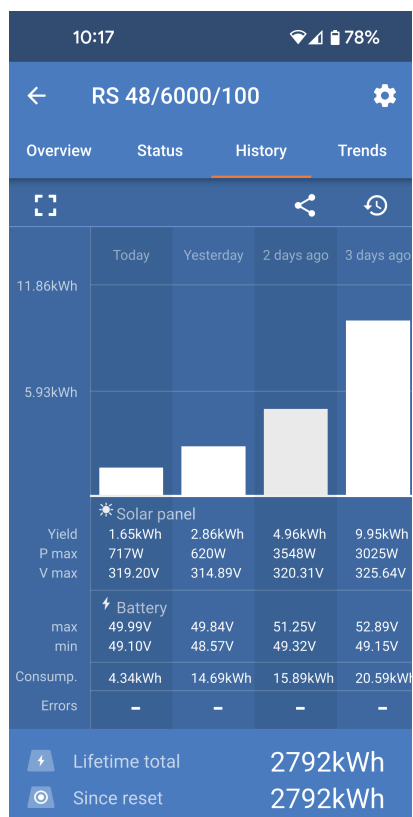 10:17 78%
RS 48/6000/100
Overview Status History Trends
Today Yesterday 2 days ago 3 days ago
11.86kWh
5.93kWh
Solar panel
Yield 1.65kWh 2.86kWh 4.96kWh 9.95kWh
P max 717W 620W 3548W 3025W
V max 319.20V 314.89V 320.31V 325.64V
Battery
max 49.99V 49.84V 51.25V 52.89V
min 49.10V 48.57V 49.32V 49.15V
Consump. 4.34kWh 14.69kWh 15.89kWh 20.59kWh
Errors – – – –
Lifetime total 2792kWh
Since reset 2792kWh